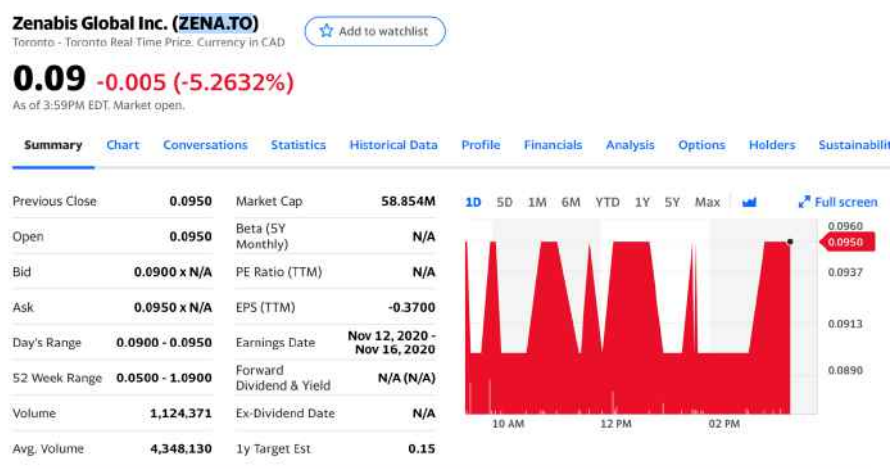 Zenabis Global Inc. (ZENA.TO)
Add to watchlist
Toronto - Toronto Real Time Price. Currency in CAD
0.09 -0.005 (-5.2632%)
As of 3:59PM EDT. Market open.
Summary Chart Conversations Statistics Historical Data Profile Financials Analysis Options Holders Sustainabilit
Previous Close 0.0950
Open 0.0950
Bid 0.0900 x N/A
Ask 0.0950 x N/A
Day's Range 0.0900 - 0.0950
52 Week Range 0.0500 - 1.0900
Volume 1,124,371
Avg. Volume 4,348,130
Market Cap 58.854M
Beta (5Y
Monthly) N/A
PE Ratio (TTM) N/A
EPS (TTM) -0.3700
Earnings Date Nov 12, 2020 -
Nov 16, 2020
Forward
Dividend & Yield N/A (N/A)
Ex-Dividend Date N/A
1y Target Est 0.15
1D 5D 1M 6M YTD 1Y 5Y Max Full screen
0.0960
0.0950
0.0937
0.0913
0.0890
10 AM 12 PM 02 PM